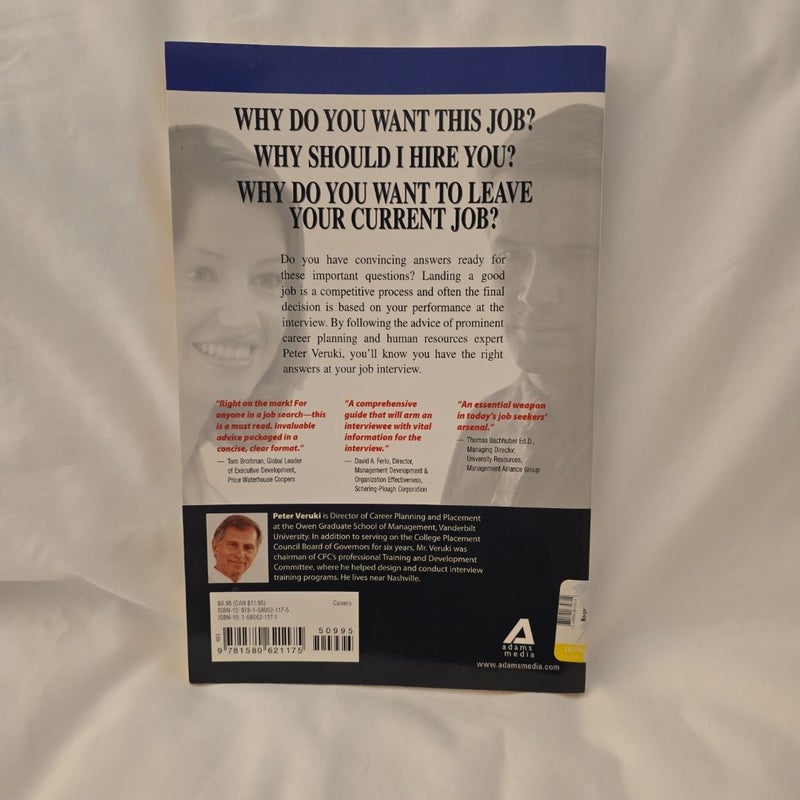 WHY DO YOU WANT THIS JOB?
WHY SHOULD I HIRE YOU?
WHY DO YOU WANT TO LEAVE
YOUR CURRENT JOB?
Do you have convincing answers ready for
these important questions? Landing a good
job is a competitive process and often the final
decision is based on your performance at the
interview. By following the advice of prominent
career planning and human resources expert
Peter Veruki, you'll know you have the right
answers at your job interview.
"Right on the mark! For
anyone in a job search—this
is a must read. Invaluable
advice packaged in a
concise, clear format."
— Tom Broitman, Global Leader
of Executive Development,
Price Waterhouse Coopers
"A comprehensive
guide that will arm an
interviewee with vital
information for the
interview."
— David A. Ferio, Director,
Management Development &
Organization Effectiveness,
Schering-Plough Corporation
"An essential weapon
in today's job seekers'
arsenal."
— Thomas Bachhuber Ed.D.,
Managing Director,
University Resources,
Management Alliance Group
Peter Veruki is Director of Career Planning and Placement
at the Owen Graduate School of Management, Vanderbilt
University. In addition to serving on the College Placement
Council Board of Governors for six years, Mr. Veruki was
chairman of CPC's professional Training and Development
Committee, where he helped design and conduct interview
training programs. He lives near Nashville.
$9.95 (CAN $11.95) Careers
ISBN-13: 978-1-58062-117-5
ISBN-10: 1-58062-117-1
50995
9 781580 621175
adams
media
www.adamsmedia.com